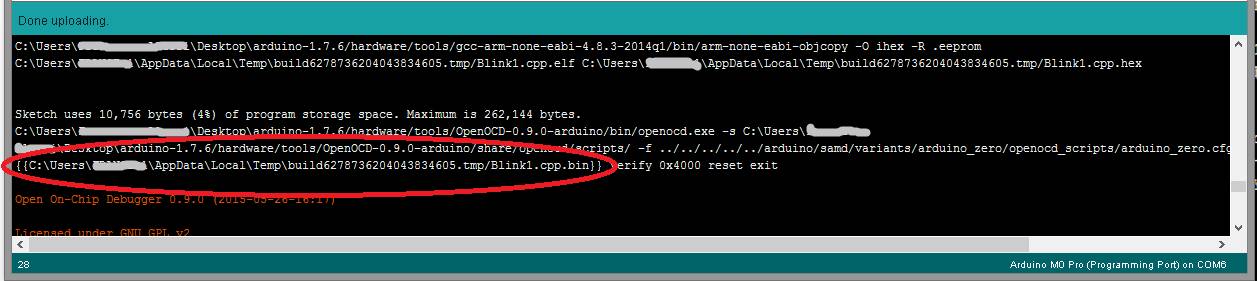 Done uploading.
C:\Users\ \Desktop\arduino-1.7.6/hardware/tools/gcc-arm-none-eabi-4.8.3-2014q1/bin/arm-none-eabi-objcopy -O ihex -R .eeprom
C:\Users\ \AppData\Local\Temp\build6278736204043834605.tmp/Blink1.cpp.elf C:\Users\ \AppData\Local\Temp\build6278736204043834605.tmp/Blink1.cpp.hex
Sketch uses 10,756 bytes (4%) of program storage space. Maximum is 262,144 bytes.
C:\Users\ \Desktop\arduino-1.7.6/hardware/tools/OpenOCD-0.9.0-arduino/bin/openocd.exe -s C:\Users\
\Desktop\arduino-1.7.6/hardware/tools/OpenOCD-0.9.0-arduino/share/openocd/scripts/ -f ../../../../../arduino/samd/variants/arduino_zero/openocd_scripts/arduino_zero.cfg
{{C:\Users\ \AppData\Local\Temp\build6278736204043834605.tmp/Blink1.cpp.bin}} verify 0x4000 reset exit
Open On-Chip Debugger 0.9.0 (2015-05-26-16:17)
Licensed under GNU GPL v2
28
Arduino M0 Pro (Programming Port) on COM6